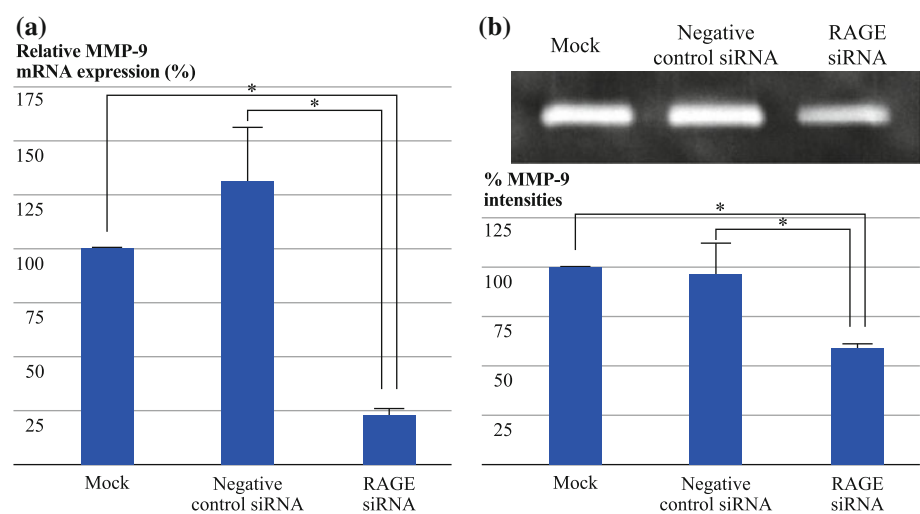 (a)
Relative MMP-9
mRNA expression (%)
175
150
125
100
75
50
25
*
*
Mock
Negative
control siRNA
RAGE
siRNA
(b)
Mock
Negative
control siRNA
RAGE
siRNA
% MMP-9
intensities
125
100
75
50
25
*
*
Mock
Negative
control siRNA
RAGE
siRNA